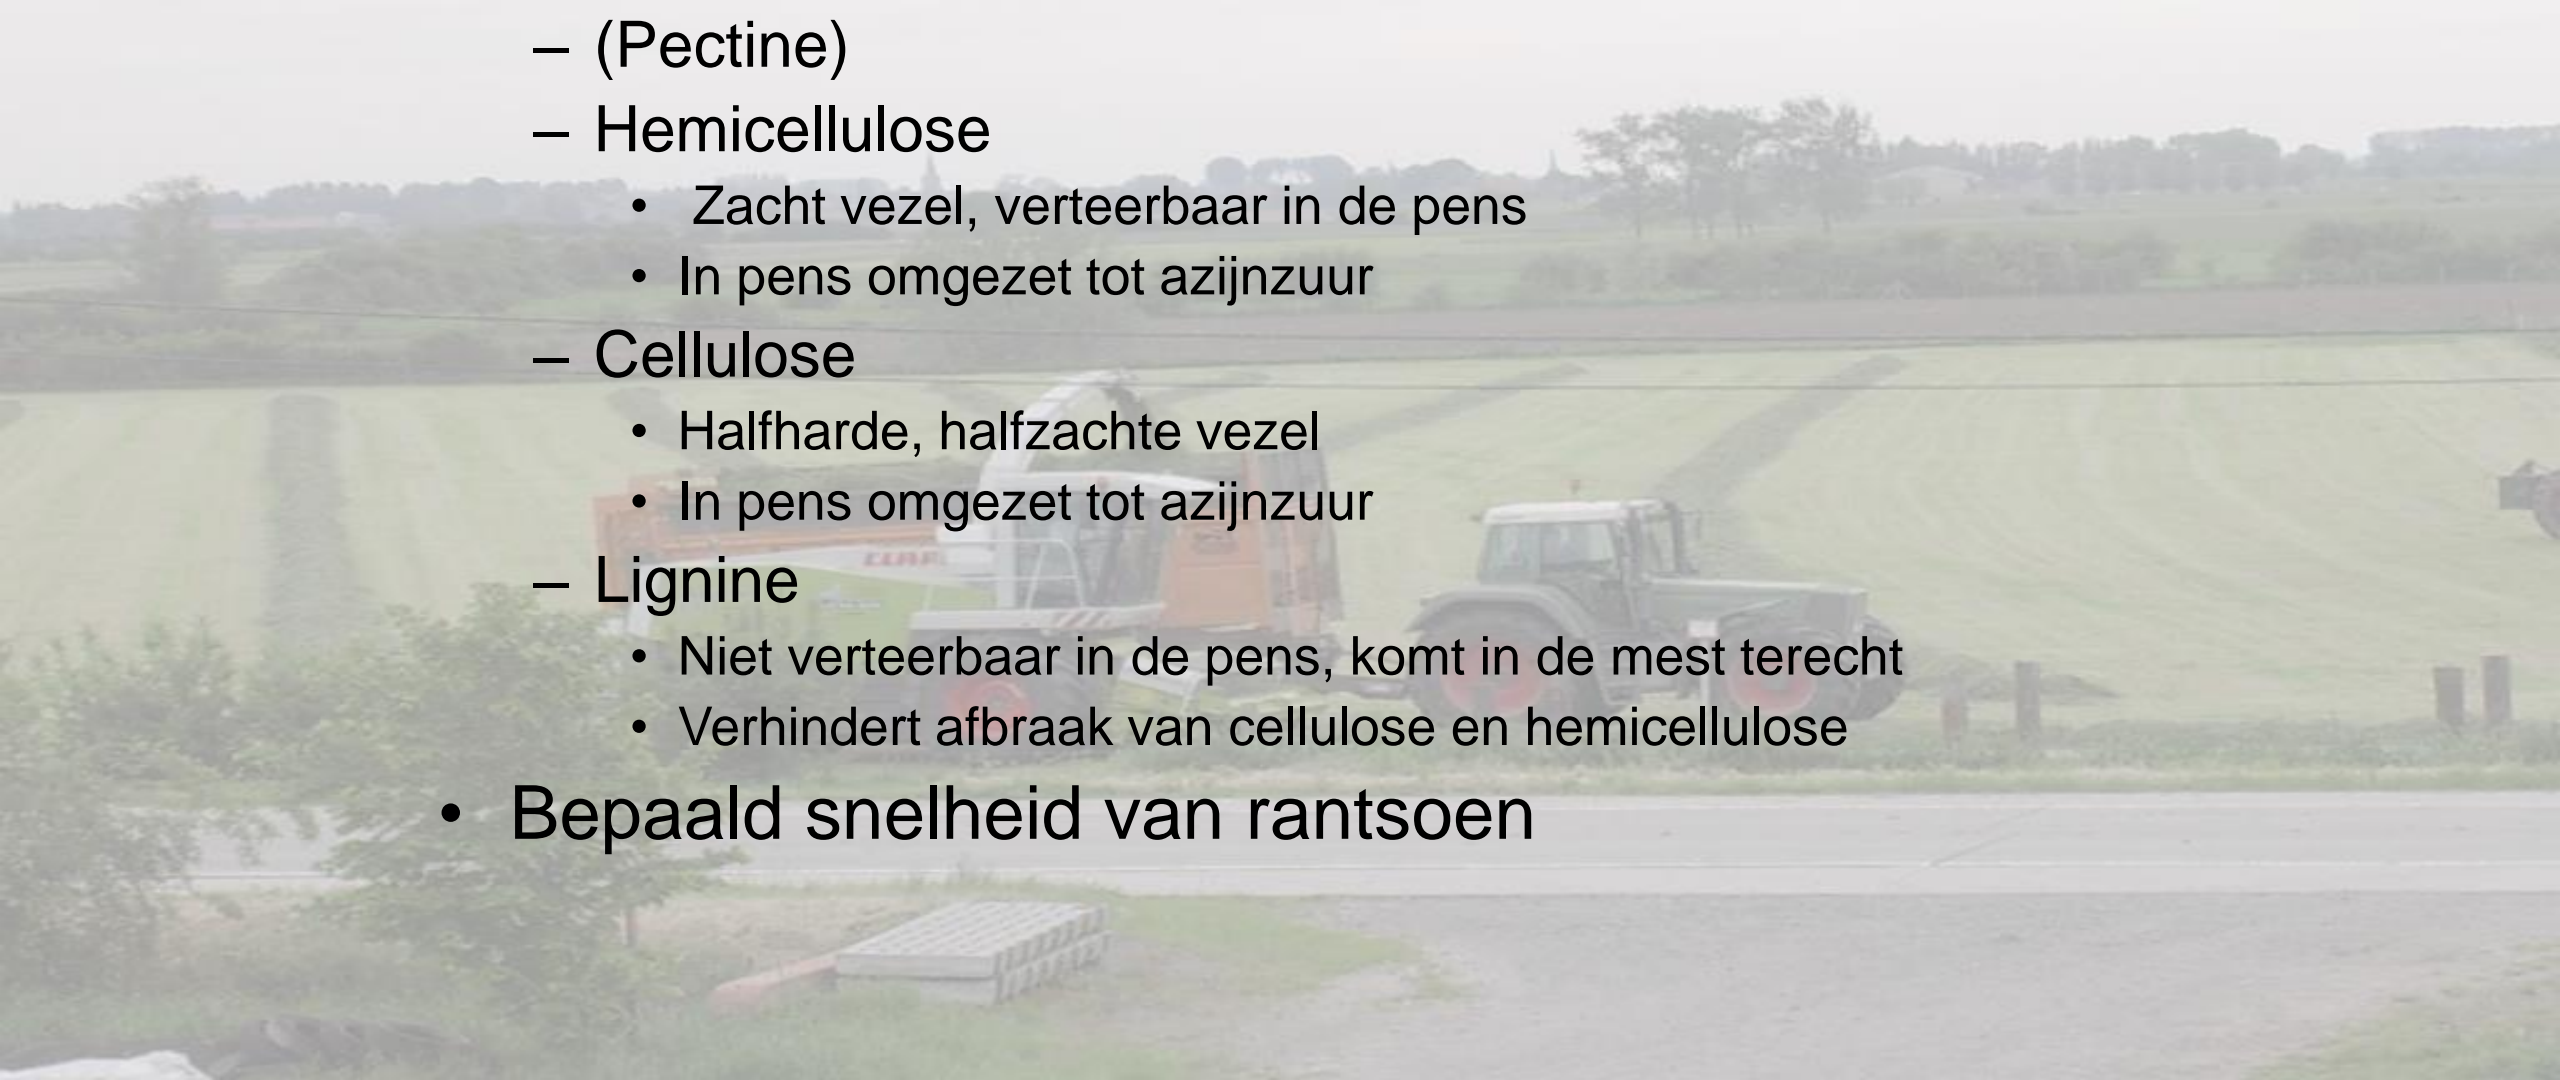 – (Pectine)
– Hemicellulose
• Zacht vezel, verteerbaar in de pens
• In pens omgezet tot azijnzuur
– Cellulose
• Halfharde, halfzachte vezel
• In pens omgezet tot azijnzuur
– Lignine
• Niet verteerbaar in de pens, komt in de mest terecht
• Verhindert afbraak van cellulose en hemicellulose
• Bepaald snelheid van rantsoen